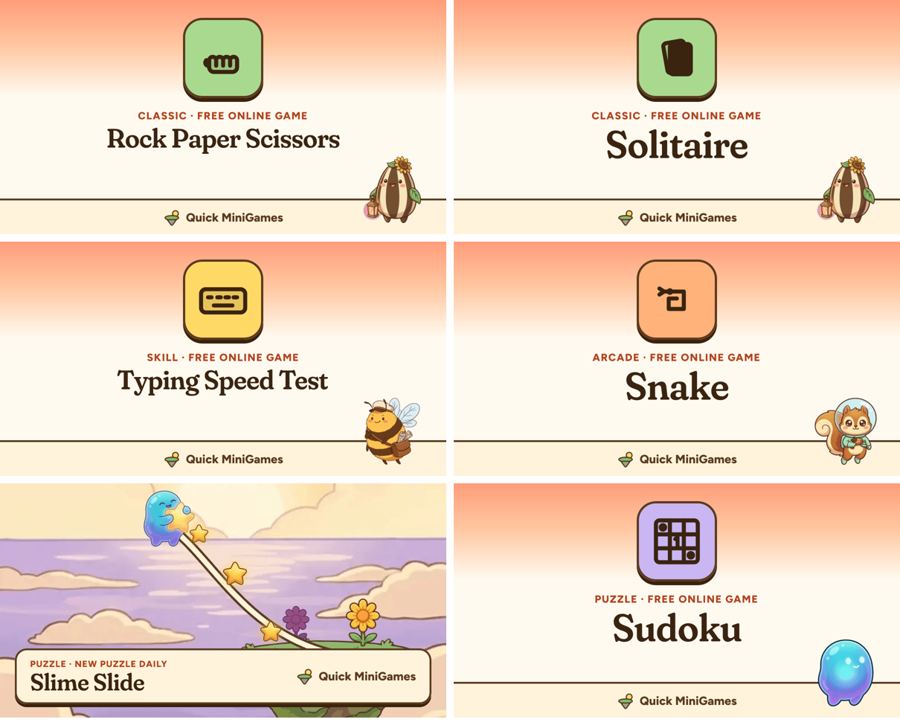 CLASSIC · FREE ONLINE GAME
Rock Paper Scissors
Quick MiniGames
CLASSIC · FREE ONLINE GAME
Solitaire
Quick MiniGames
SKILL · FREE ONLINE GAME
Typing Speed Test
Quick MiniGames
ARCADE · FREE ONLINE GAME
Snake
Quick MiniGames
PUZZLE · NEW PUZZLE DAILY
Slime Slide
Quick MiniGames
1
PUZZLE · FREE ONLINE GAME
Sudoku
Quick MiniGames